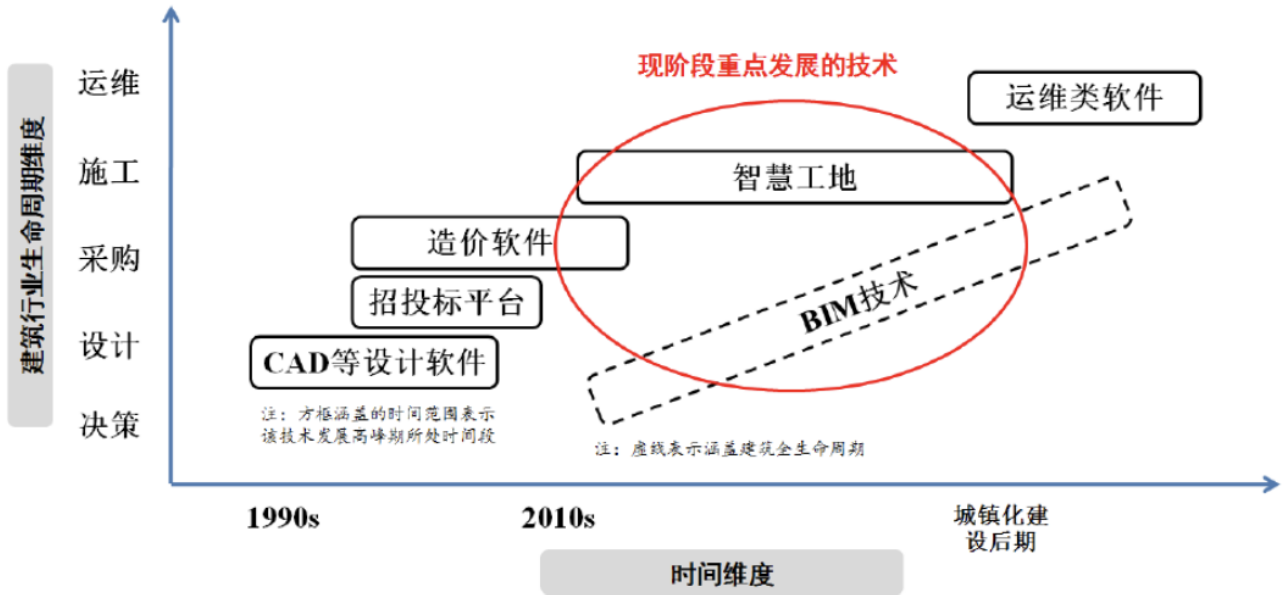 现阶段重点发展的技术
建筑行业生命周期维度
运维
施工
采购
设计
决策
运维类软件
智慧工地
造价软件
招投标平台
CAD等设计软件
BIM技术
注：方框涵盖的时间范围表示
该技术发展高峰期所处时间段
注：虚线表示涵盖建筑全生命周期
1990s
2010s
城镇化建
设后期
时间维度